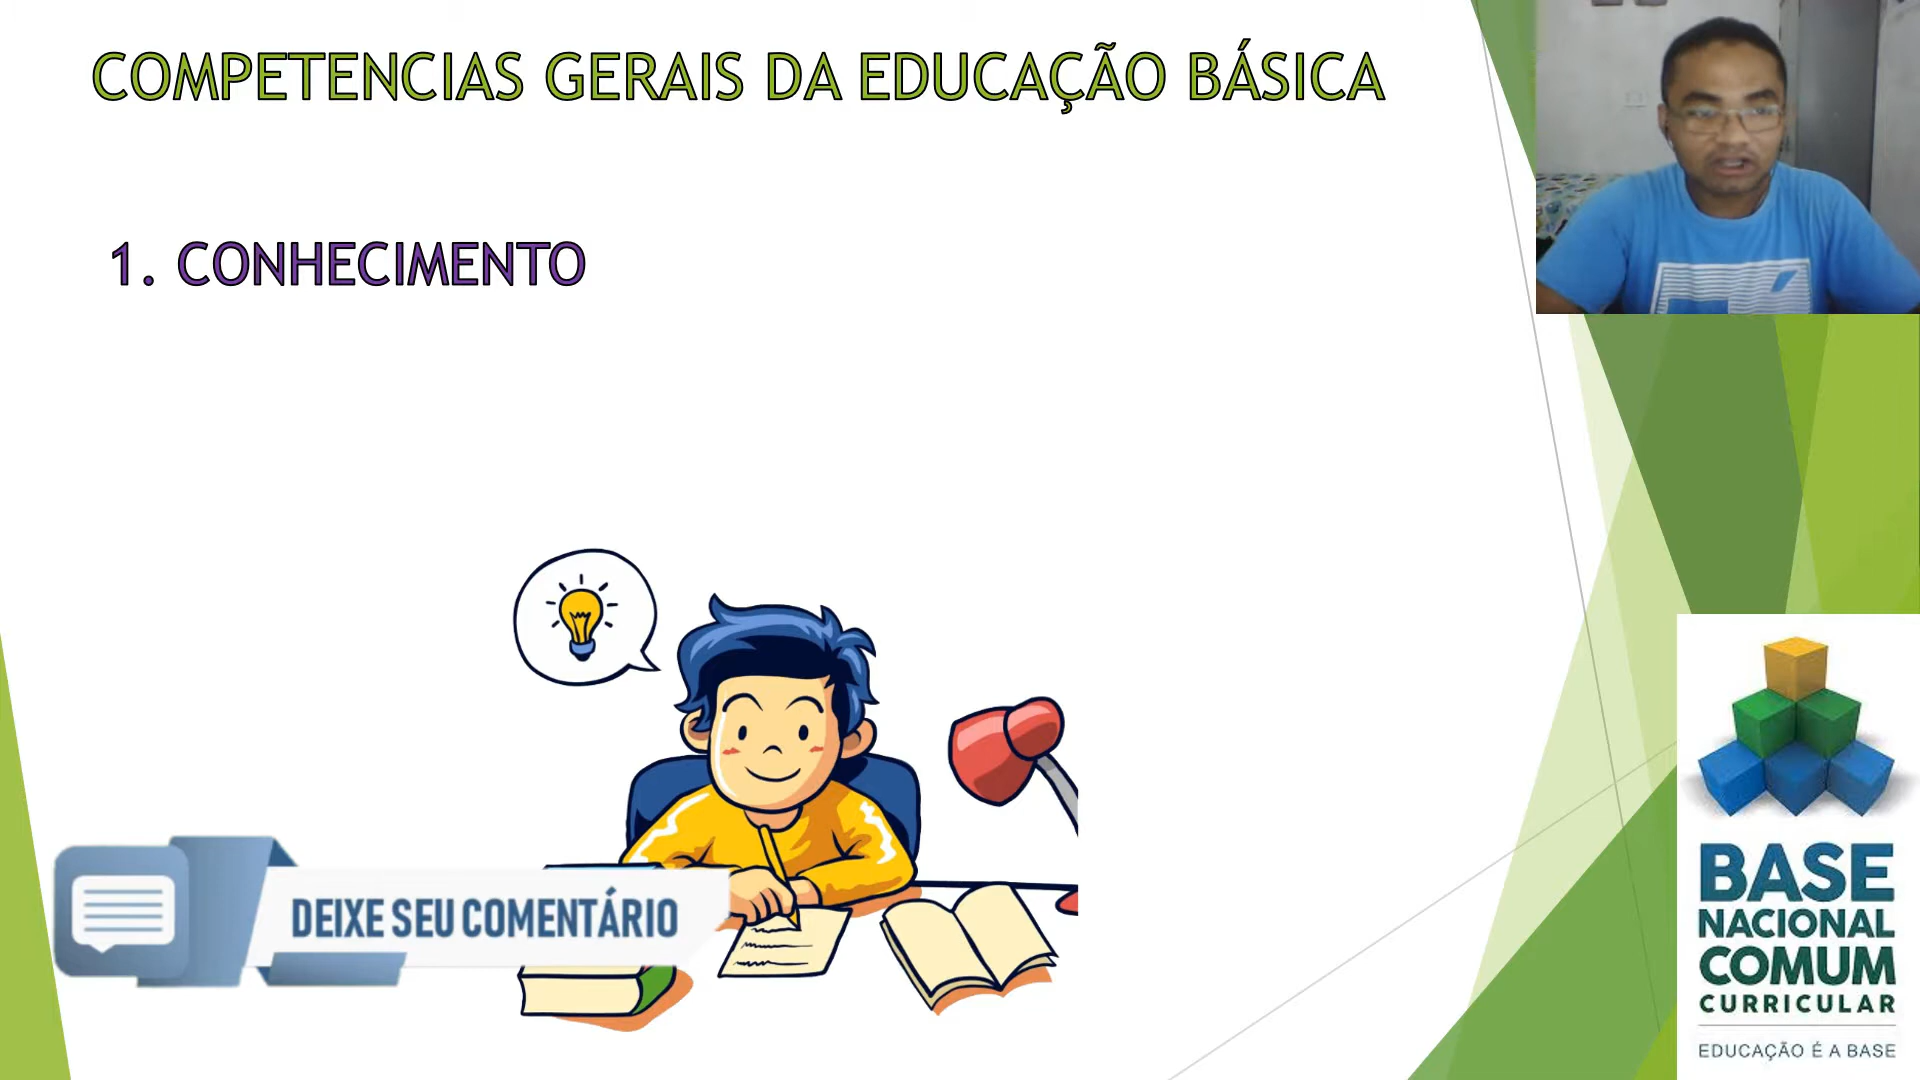 COMPETENCIAS GERAIS DA EDUCAÇÃO BÁSICA
1. CONHECIMENTO
DEIXE SEU COMENTÁRIO
BASE
NACIONAL
COMUM
CURRICULAR
EDUCAÇÃO É A BASE